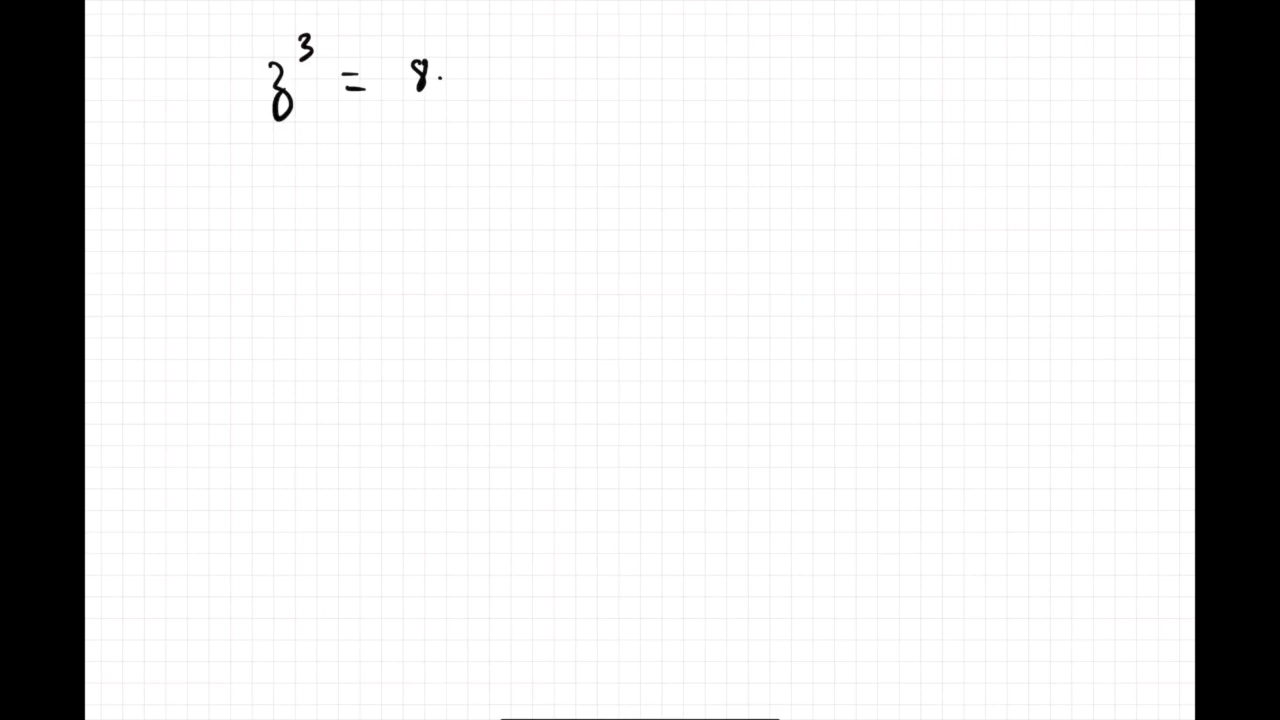 z³ = 8.